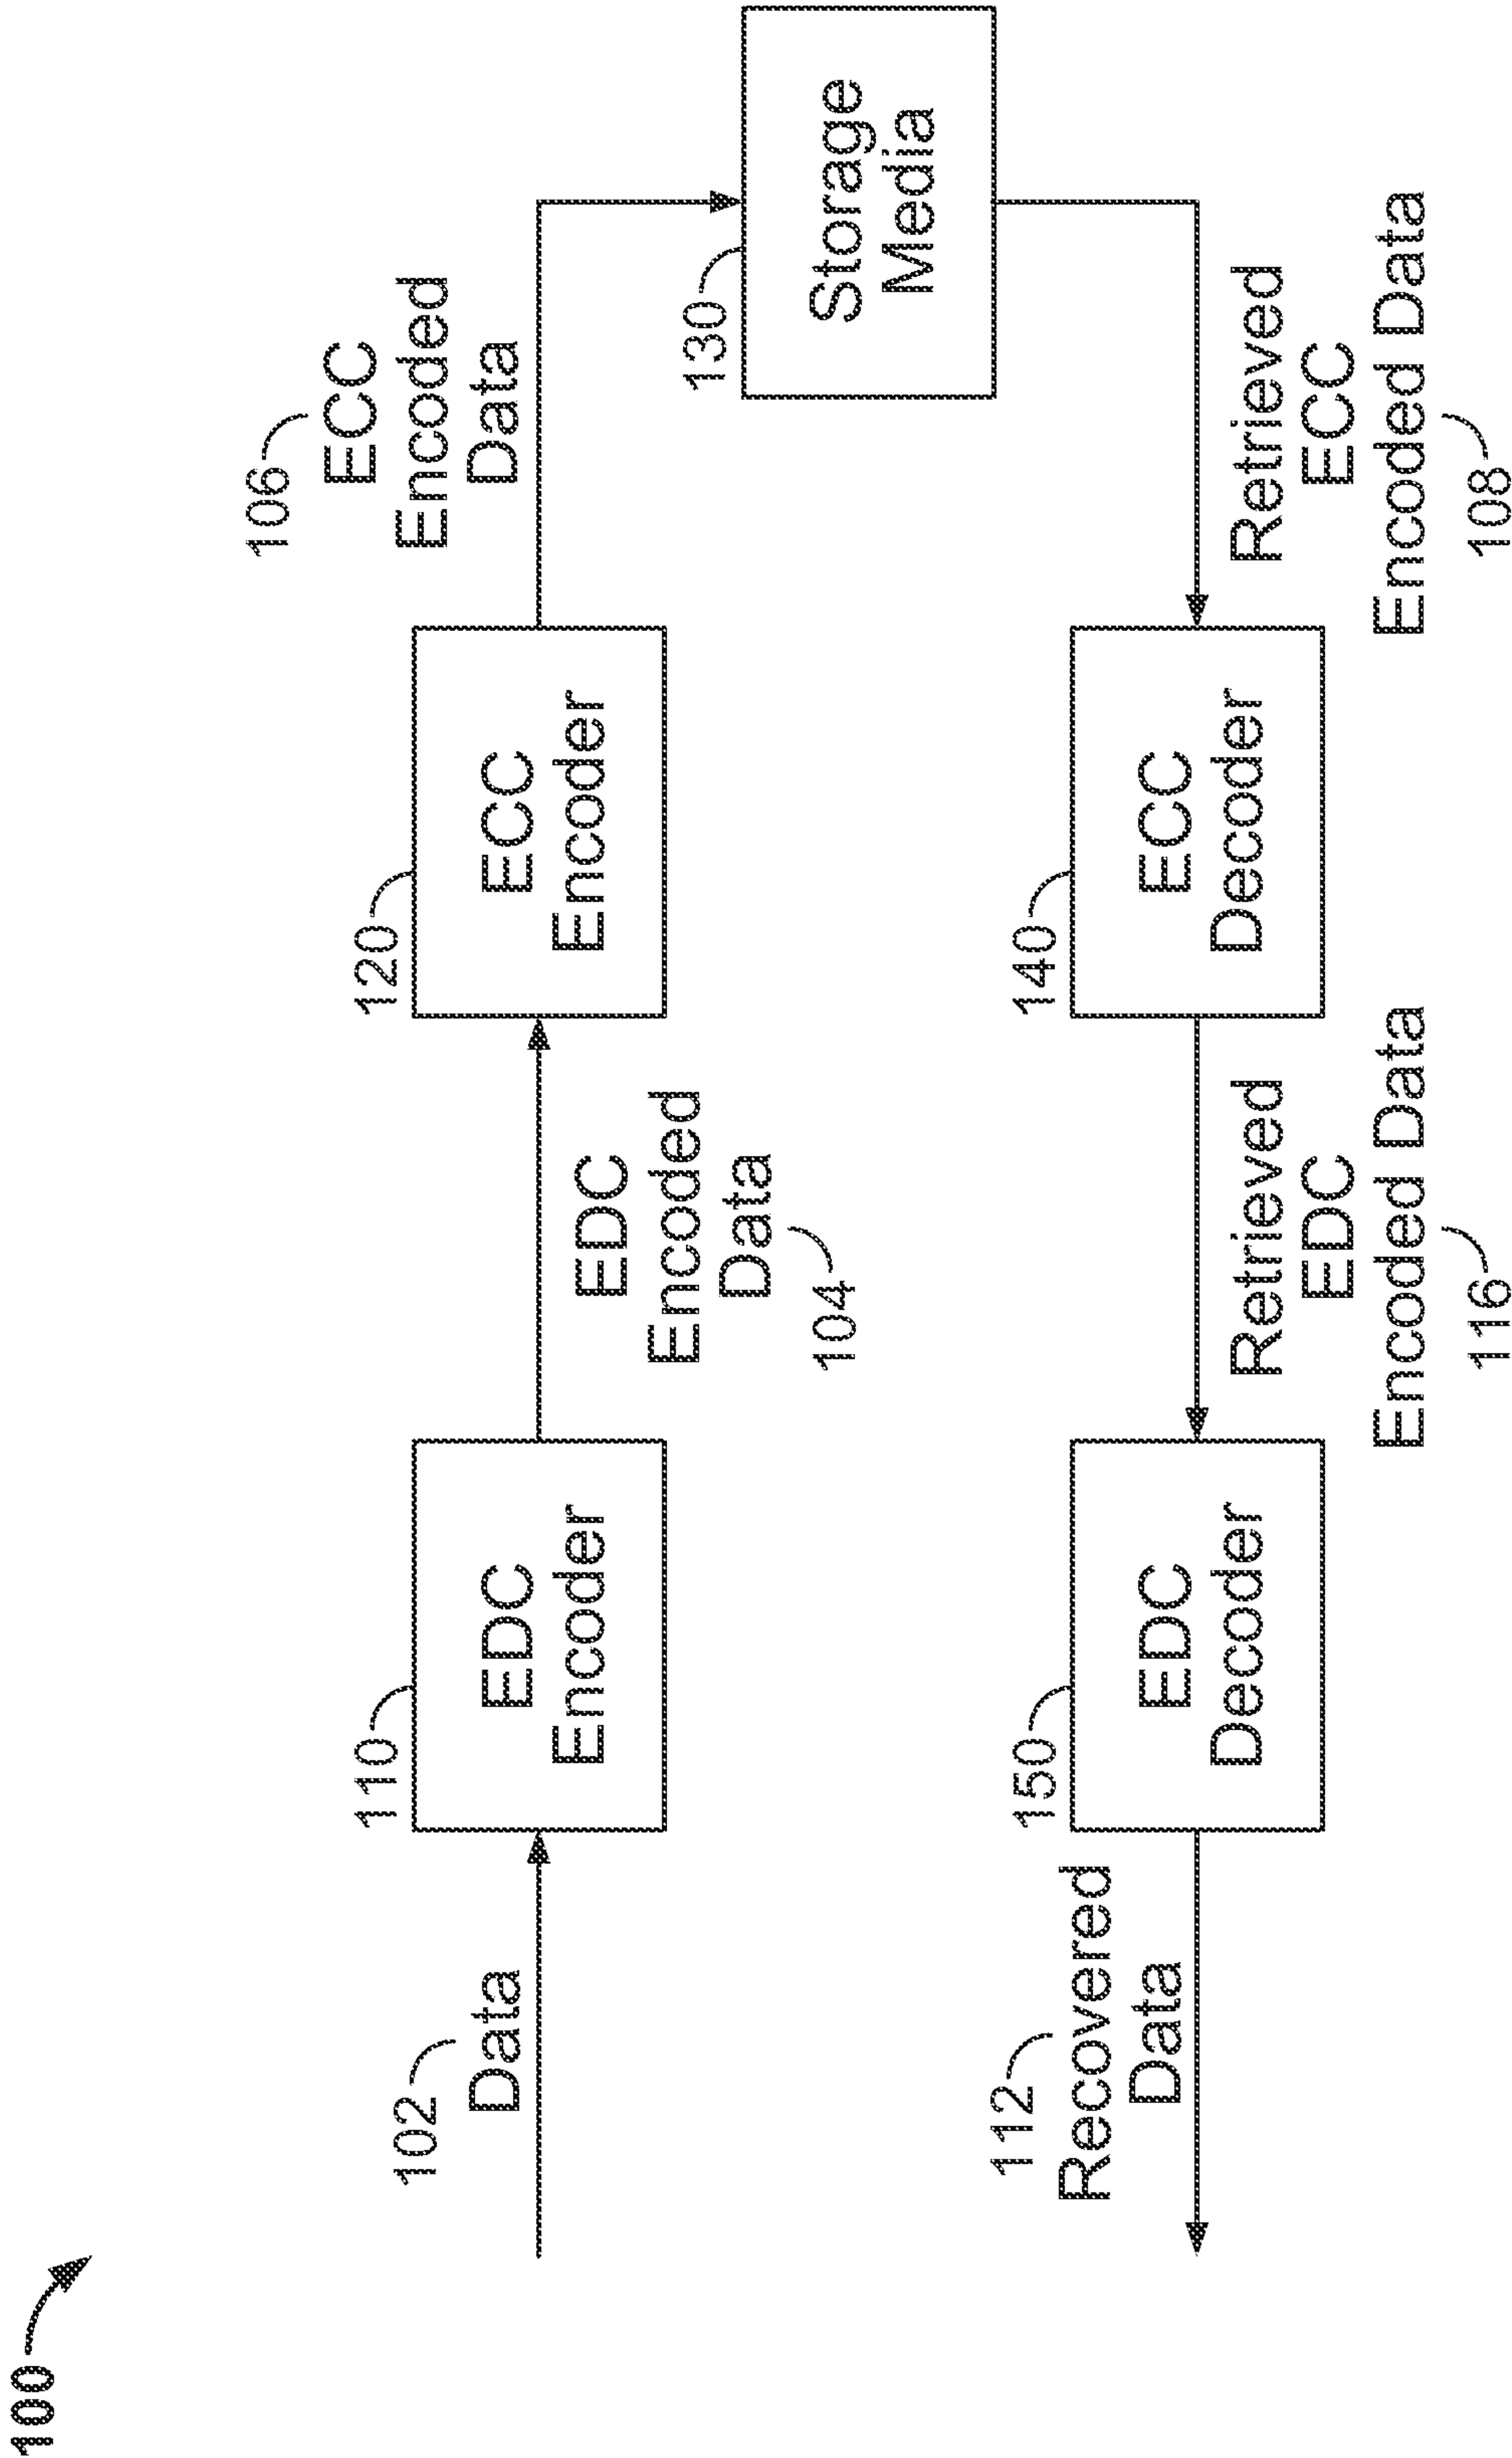 100
102
Data
110
EDC
Encoder
EDC
Encoded
Data
104
120
ECC
Encoder
106
ECC
Encoded
Data
130
Storage
Media
Retrieved
ECC
Encoded Data
108
140
ECC
Decoder
Retrieved
EDC
Encoded Data
116
150
EDC
Decoder
112
Recovered
Data